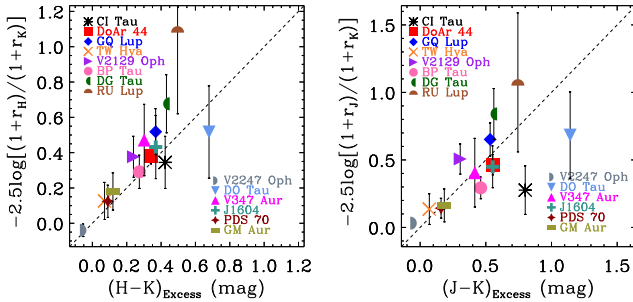 -2.5log[(1+r_H)/(1+r_K)]
1.2
1.0
0.8
0.6
0.4
0.2
0.0
CI Tau
DoAr 44
GQ Lup
TW Hya
V2129 Oph
BP Tau
DG Tau
RU Lup
V2247 Oph
DO Tau
V347 Aur
J1604
PDS 70
GM Aur
0.0 0.2 0.4 0.6 0.8 1.0 1.2
(H-K)Excess (mag)
-2.5log[(1+r_J)/(1+r_K)]
1.5
1.0
0.5
0.0
CI Tau
DoAr 44
GQ Lup
TW Hya
V2129 Oph
BP Tau
DG Tau
RU Lup
V2247 Oph
DO Tau
V347 Aur
J1604
PDS 70
GM Aur
0.0 0.5 1.0 1.5
(J-K)Excess (mag)